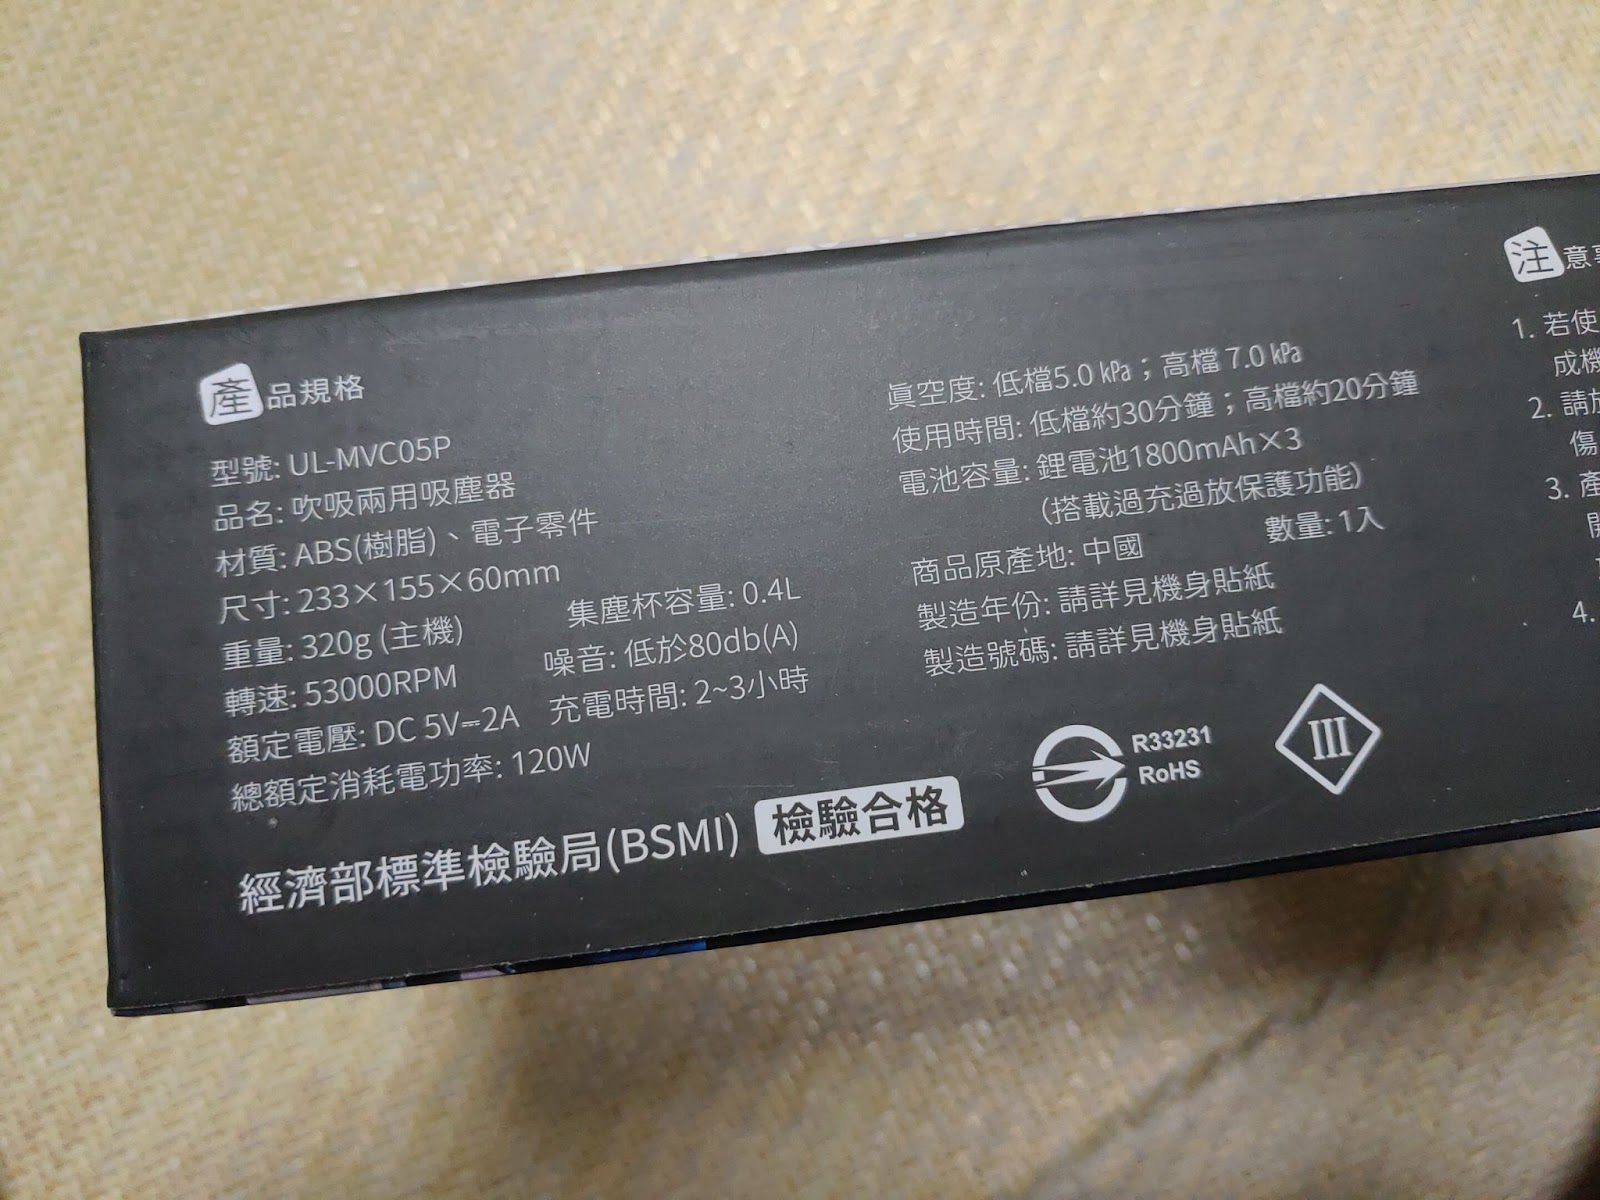 產品規格
型號: UL-MVC05P
品名: 吹吸兩用吸塵器
材質: ABS(樹脂)、電子零件
尺寸: 233×155×60mm
重量: 320g (主機) 集塵杯容量: 0.4L
轉速: 53000RPM 噪音: 低於80db(A)
額定電壓: DC 5V⎓2A 充電時間: 2~3小時
總額定消耗電功率: 120W
經濟部標準檢驗局(BSMI) 檢驗合格
真空度: 低檔5.0㎪；高檔 7.0㎪
使用時間: 低檔約30分鐘；高檔約20分鐘
電池容量: 鋰電池1800mAh×3
(搭載過充過放保護功能)
商品原產地: 中國 數量: 1入
製造年份: 請詳見機身貼紙
製造號碼: 請詳見機身貼紙
R33231
RoHS
III
注意
1. 若使
成機
2. 請放
傷
3. 產
開
4.